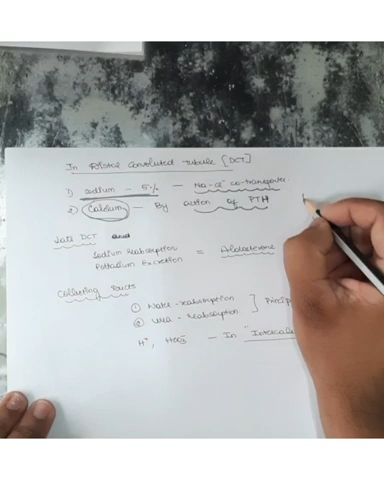 In Distal Convoluted tubule [DCT]
1) sodium - 5% - Na-Cl co-transporter
2) Calcium - By action of PTH
Late DCT and
Sodium Reabsorption
Potassium Excretion = Aldosterone
Collecting Ducts
① Water reabsorption
② Urea - Reabsorption ] Princip
H⁺, HCO₃⁻ - In "Intercala